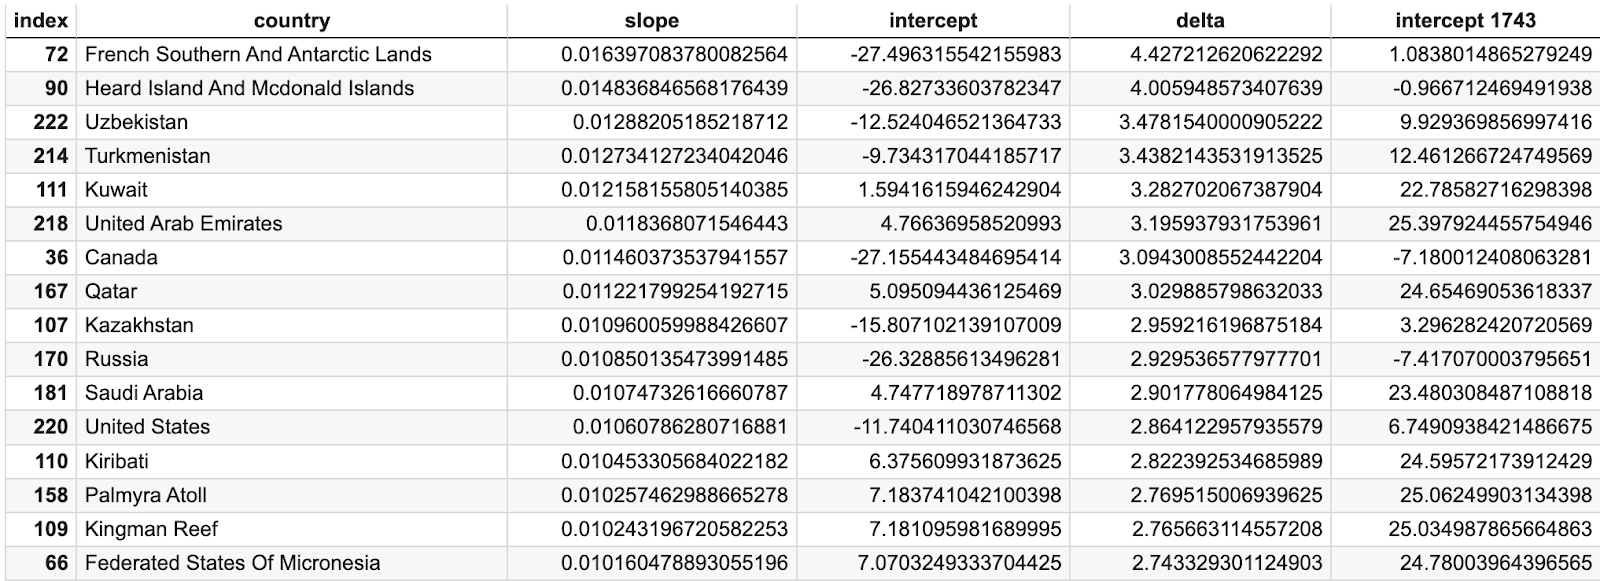 index country slope intercept delta intercept 1743
72 French Southern And Antarctic Lands 0.016397083780082564 -27.496315542155983 4.427212620622292 1.0838014865279249
90 Heard Island And Mcdonald Islands 0.014836846568176439 -26.82733603782347 4.005948573407639 -0.966712469491938
222 Uzbekistan 0.01288205185218712 -12.524046521364733 3.4781540000905222 9.929369856997416
214 Turkmenistan 0.012734127234042046 -9.734317044185717 3.4382143531913525 12.461266724749569
111 Kuwait 0.012158155805140385 1.5941615946242904 3.282702067387904 22.78582716298398
218 United Arab Emirates 0.0118368071546443 4.76636958520993 3.195937931753961 25.397924455754946
36 Canada 0.011460373537941557 -27.155443484695414 3.0943008552442204 -7.180012408063281
167 Qatar 0.011221799254192715 5.095094436125469 3.029885798632033 24.65469053618337
107 Kazakhstan 0.010960059988426607 -15.807102139107009 2.959216196875184 3.296282420720569
170 Russia 0.010850135473991485 -26.32885613496281 2.929536577977701 -7.417070003795651
181 Saudi Arabia 0.01074732616660787 4.747718978711302 2.901778064984125 23.480308487108818
220 United States 0.01060786280716881 -11.740411030746568 2.864122957935579 6.7490938421486675
110 Kiribati 0.010453305684022182 6.375609931873625 2.822392534685989 24.59572173912429
158 Palmyra Atoll 0.010257462988665278 7.183741042100398 2.769515006939625 25.06249903134398
109 Kingman Reef 0.010243196720582253 7.181095981689995 2.765663114557208 25.034987865664863
66 Federated States Of Micronesia 0.010160478893055196 7.0703249333704425 2.743329301124903 24.78003964396565